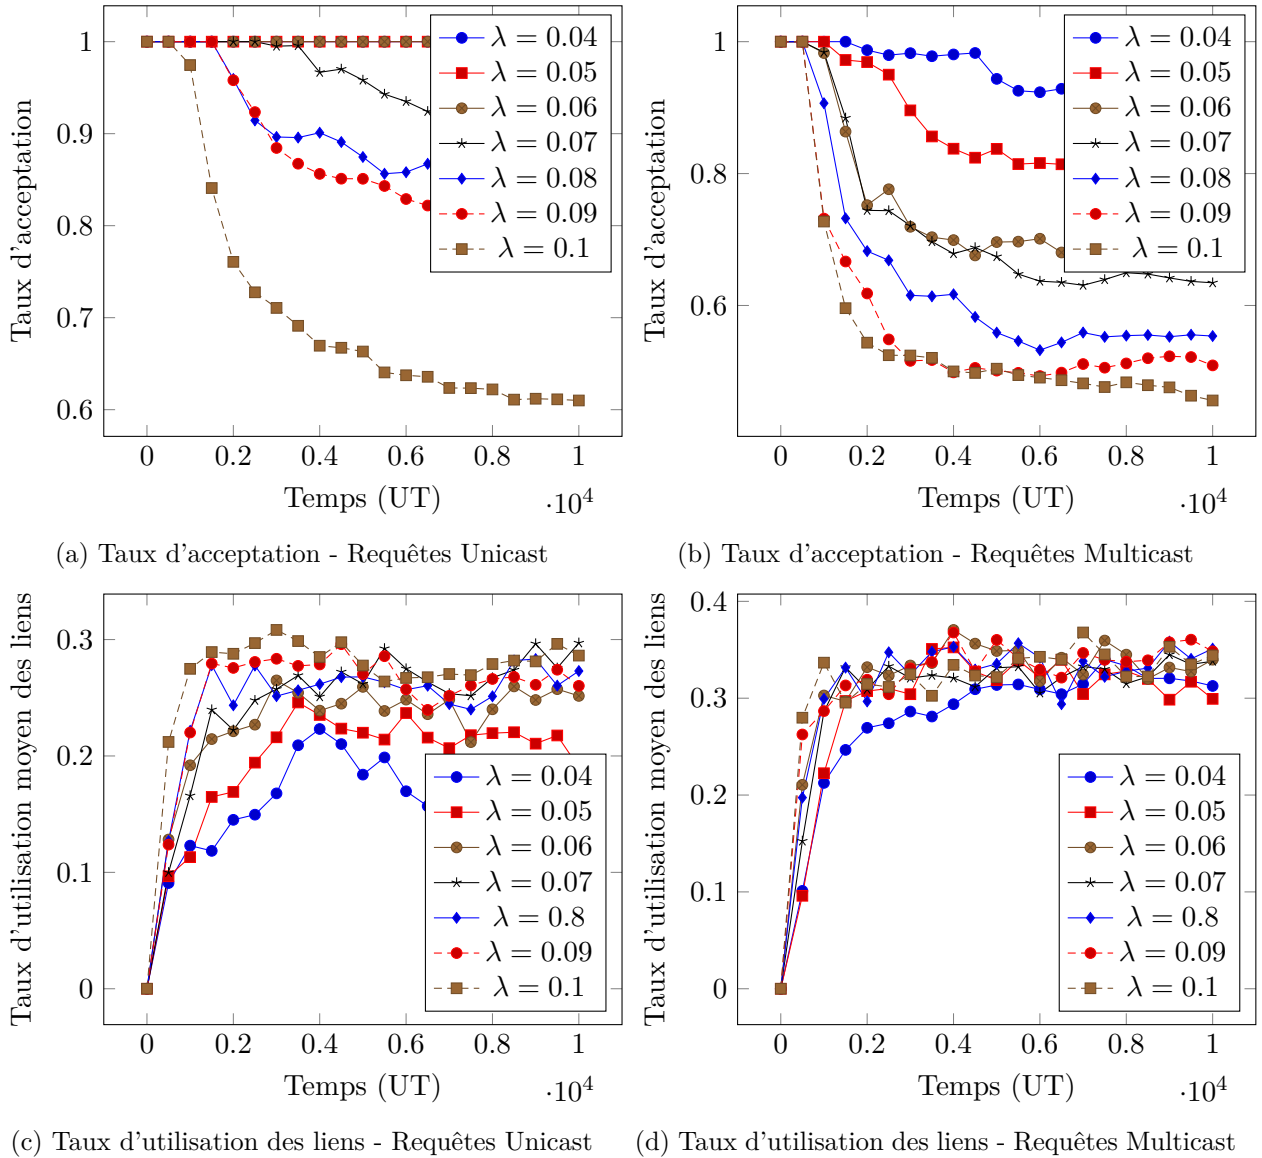 1
0.9
0.8
0.7
0.6
Taux d'acceptation
λ = 0.04
λ = 0.05
λ = 0.06
λ = 0.07
λ = 0.08
λ = 0.09
λ = 0.1
0 0.2 0.4 0.6 0.8 1
Temps (UT)
·10⁴
(a) Taux d'acceptation - Requêtes Unicast
1
0.8
0.6
Taux d'acceptation
λ = 0.04
λ = 0.05
λ = 0.06
λ = 0.07
λ = 0.08
λ = 0.09
λ = 0.1
0 0.2 0.4 0.6 0.8 1
Temps (UT)
·10⁴
(b) Taux d'acceptation - Requêtes Multicast
0.3
0.2
0.1
0
Taux d'utilisation moyen des liens
λ = 0.04
λ = 0.05
λ = 0.06
λ = 0.07
λ = 0.8
λ = 0.09
λ = 0.1
0 0.2 0.4 0.6 0.8 1
Temps (UT)
·10⁴
(c) Taux d'utilisation des liens - Requêtes Unicast
0.4
0.3
0.2
0.1
0
Taux d'utilisation moyen des liens
λ = 0.04
λ = 0.05
λ = 0.06
λ = 0.07
λ = 0.8
λ = 0.09
λ = 0.1
0 0.2 0.4 0.6 0.8 1
Temps (UT)
·10⁴
(d) Taux d'utilisation des liens - Requêtes Multicast